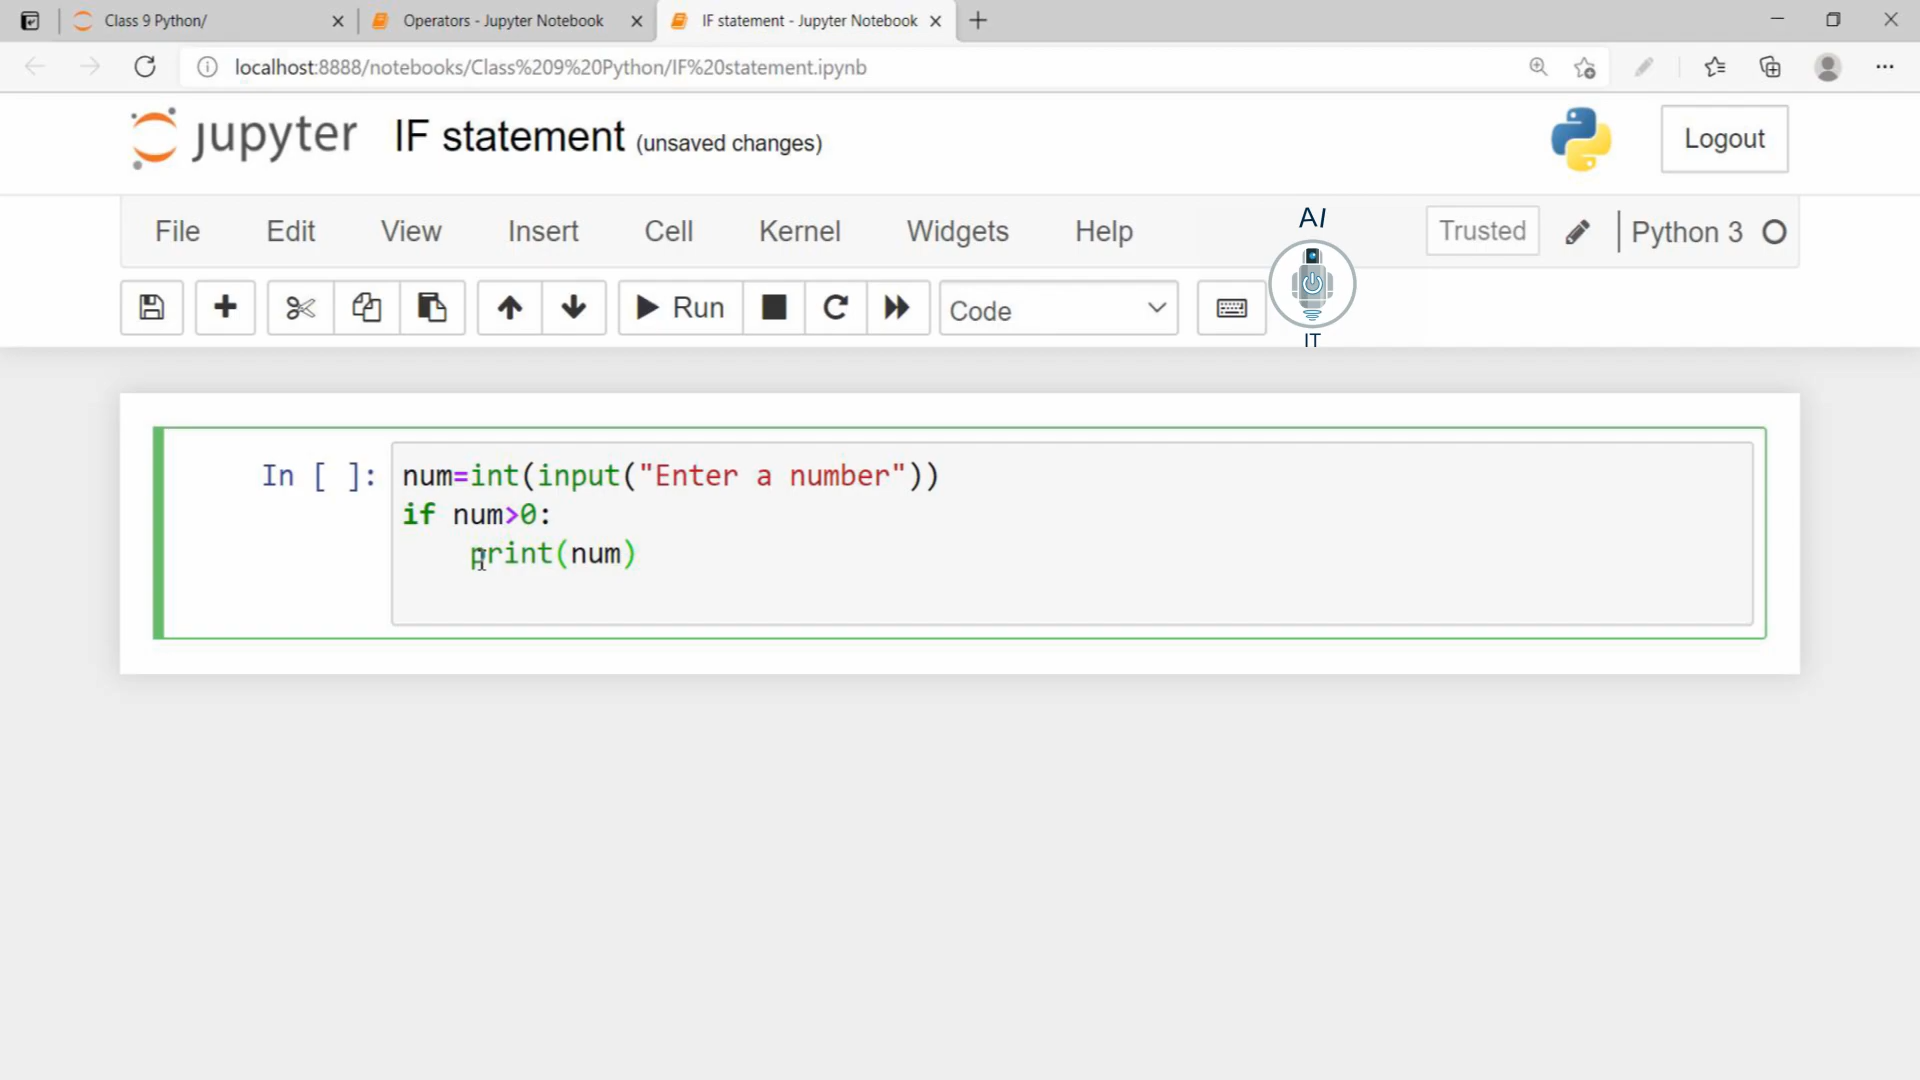 Class 9 Python/
Operators - Jupyter Notebook
IF statement - Jupyter Notebook
localhost:8888/notebooks/Class%209%20Python/IF%20statement.ipynb
jupyter IF statement (unsaved changes)
Logout
File Edit View Insert Cell Kernel Widgets Help
AI
Trusted
Python 3
Run
Code
IT
In [ ]: num=int(input("Enter a number"))
if num>0:
    print(num)